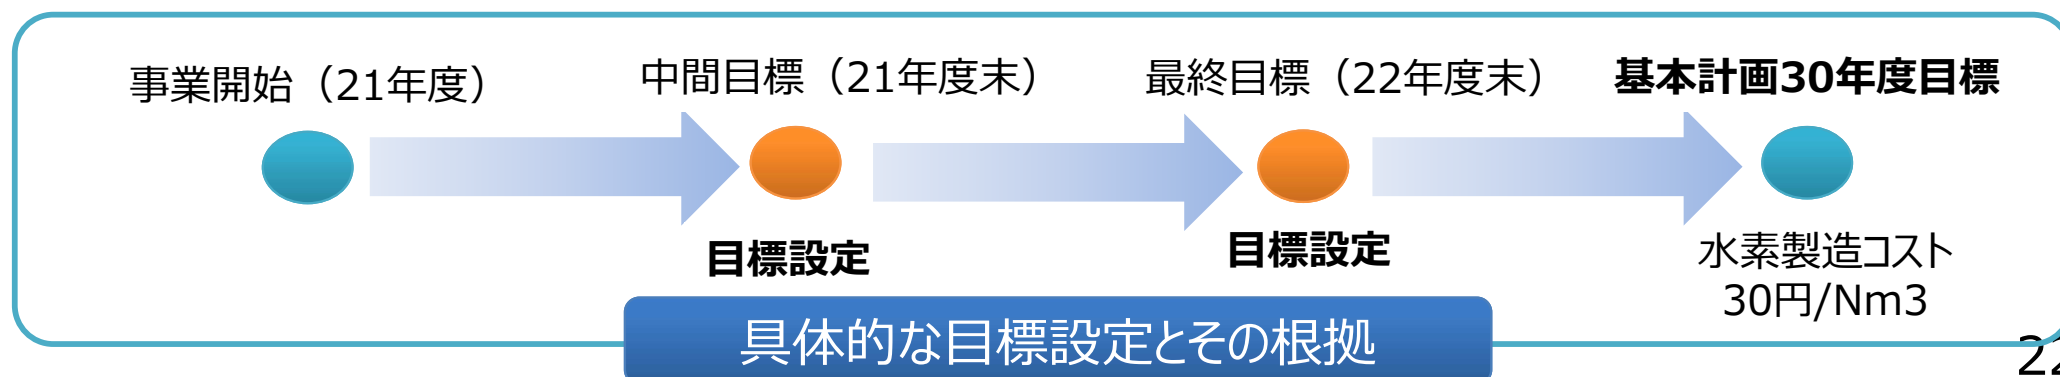 事業開始（21年度）
中間目標（21年度末）
最終目標（22年度末）
基本計画30年度目標
目標設定
目標設定
水素製造コスト
30円/Nm3
具体的な目標設定とその根拠
22